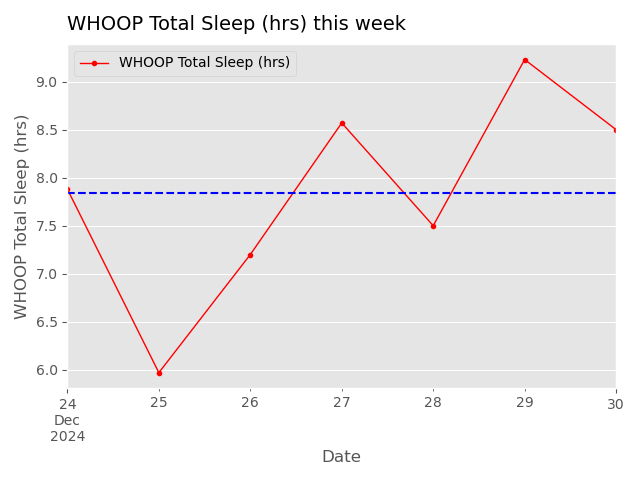 WHOOP Total Sleep (hrs) this week
WHOOP Total Sleep (hrs)
WHOOP Total Sleep (hrs)
9.0
8.5
8.0
7.5
7.0
6.5
6.0
24 25 26 27 28 29 30
Dec
2024
Date